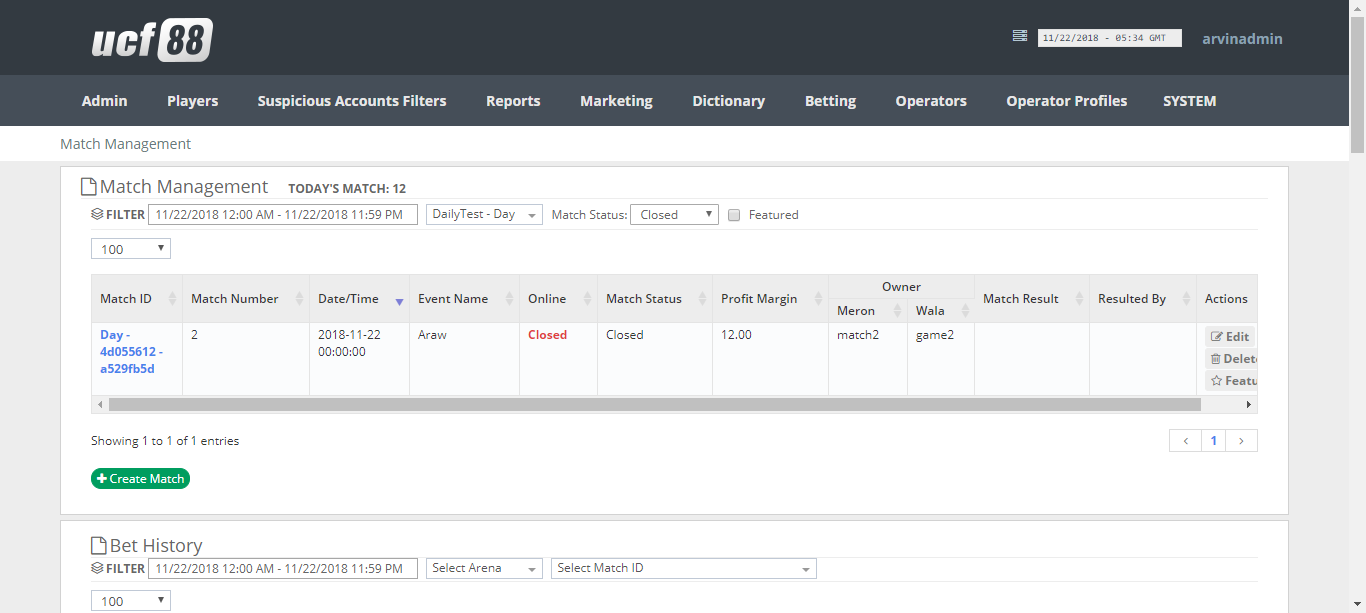 ucf 88
11/22/2018 - 05:34 GMT
arvinadmin
Admin Players Suspicious Accounts Filters Reports Marketing Dictionary Betting Operators Operator Profiles SYSTEM
Match Management
Match Management TODAY'S MATCH: 12
FILTER 11/22/2018 12:00 AM - 11/22/2018 11:59 PM DailyTest - Day Match Status: Closed Featured
100
Owner
Match ID Match Number Date/Time Event Name Online Match Status Profit Margin Meron Wala Match Result Resulted By Actions
Day - 2 2018-11-22 Araw Closed Closed 12.00 match2 game2 Edit
4d055612 - 00:00:00 Delete
a529fb5d Featu
Showing 1 to 1 of 1 entries ‹ 1 ›
Create Match
Bet History
FILTER 11/22/2018 12:00 AM - 11/22/2018 11:59 PM Select Arena Select Match ID
100